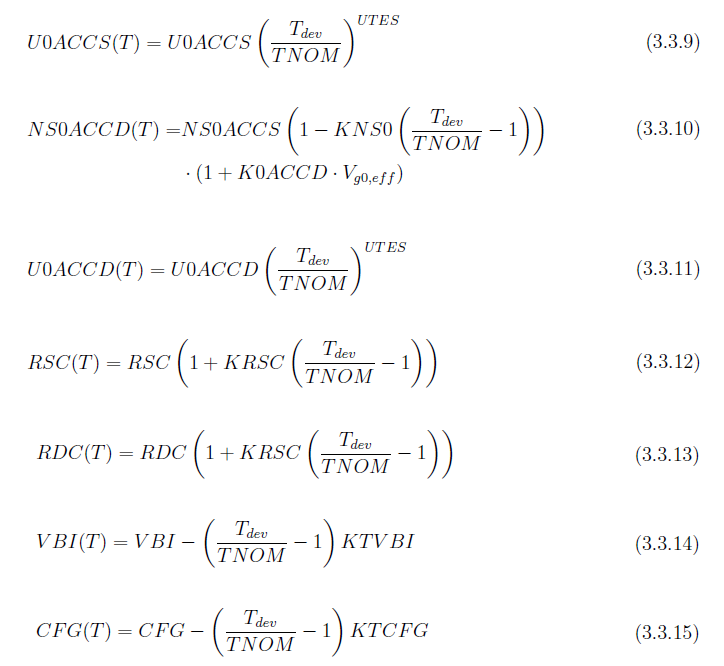 U0ACCS(T) = U0ACCS (T_dev / TNOM)^UTES (3.3.9)
NS0ACCD(T) =NS0ACCS (1 − KNS0 (T_dev / TNOM − 1)) (3.3.10)
· (1 + K0ACCD · V_g0,eff)
U0ACCD(T) = U0ACCD (T_dev / TNOM)^UTES (3.3.11)
RSC(T) = RSC (1 + KRSC (T_dev / TNOM − 1)) (3.3.12)
RDC(T) = RDC (1 + KRSC (T_dev / TNOM − 1)) (3.3.13)
VBI(T) = VBI − (T_dev / TNOM − 1) KTVBI (3.3.14)
CFG(T) = CFG − (T_dev / TNOM − 1) KTCFG (3.3.15)